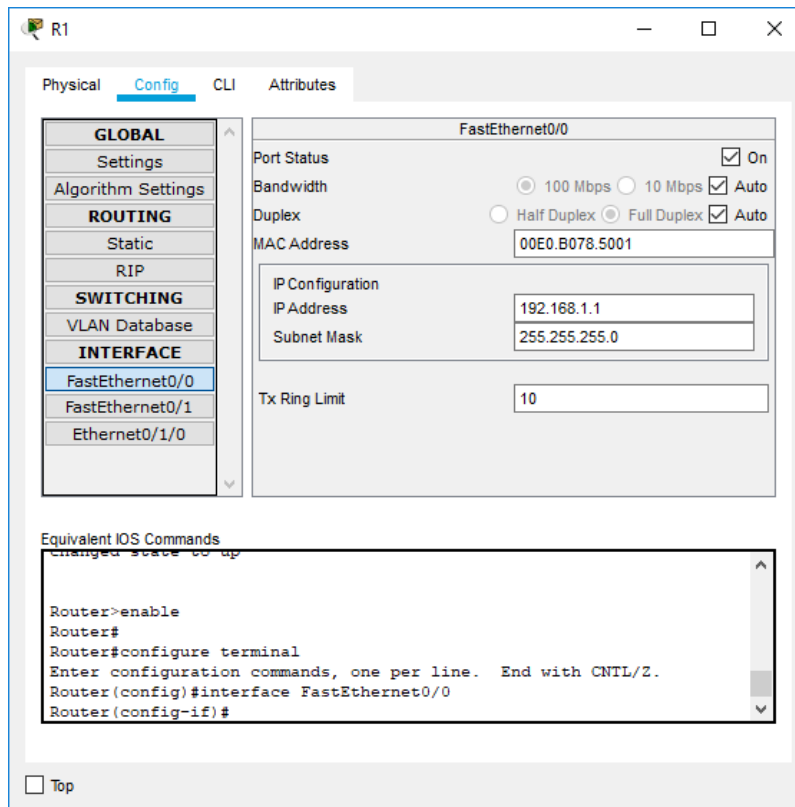 R1
Physical Config CLI Attributes
GLOBAL
Settings
Algorithm Settings
ROUTING
Static
RIP
SWITCHING
VLAN Database
INTERFACE
FastEthernet0/0
FastEthernet0/1
Ethernet0/1/0
FastEthernet0/0
Port Status On
Bandwidth 100 Mbps 10 Mbps Auto
Duplex Half Duplex Full Duplex Auto
MAC Address 00E0.B078.5001
IP Configuration
IP Address 192.168.1.1
Subnet Mask 255.255.255.0
Tx Ring Limit 10
Equivalent IOS Commands
changed state to up
Router>enable
Router#
Router#configure terminal
Enter configuration commands, one per line. End with CNTL/Z.
Router(config)#interface FastEthernet0/0
Router(config-if)#
Top